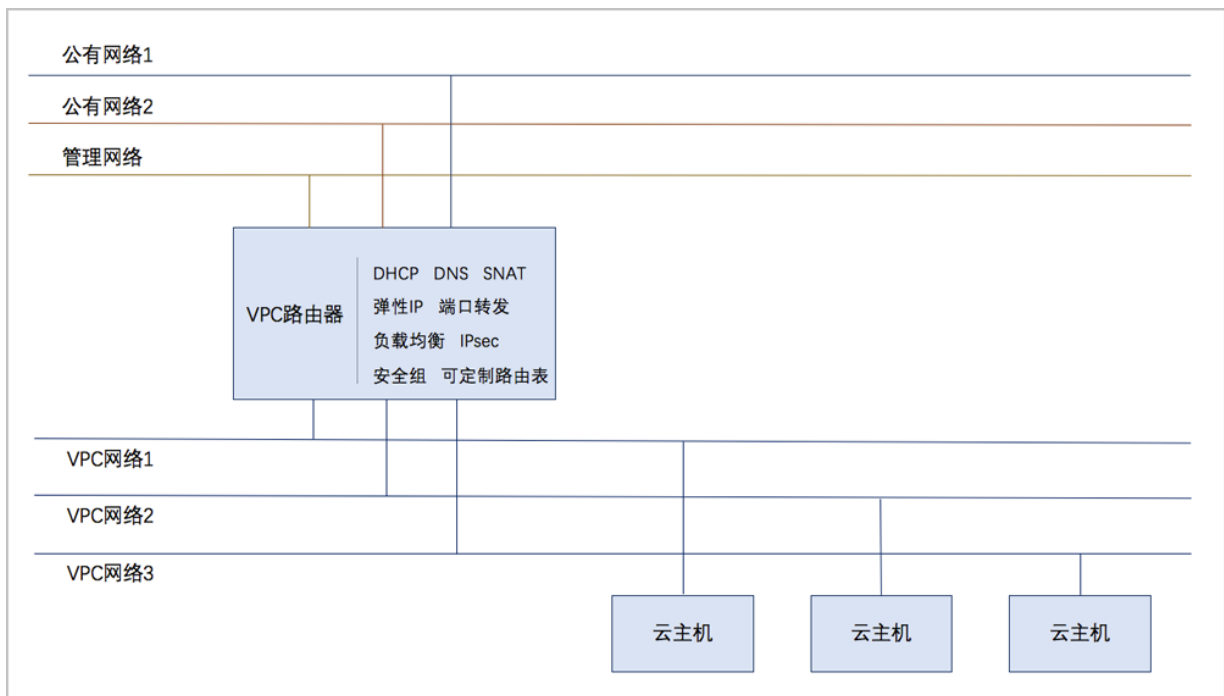 公有网络1
公有网络2
管理网络
VPC路由器
DHCP DNS SNAT
弹性IP 端口转发
负载均衡 IPsec
安全组 可定制路由表
VPC网络1
VPC网络2
VPC网络3
云主机
云主机
云主机